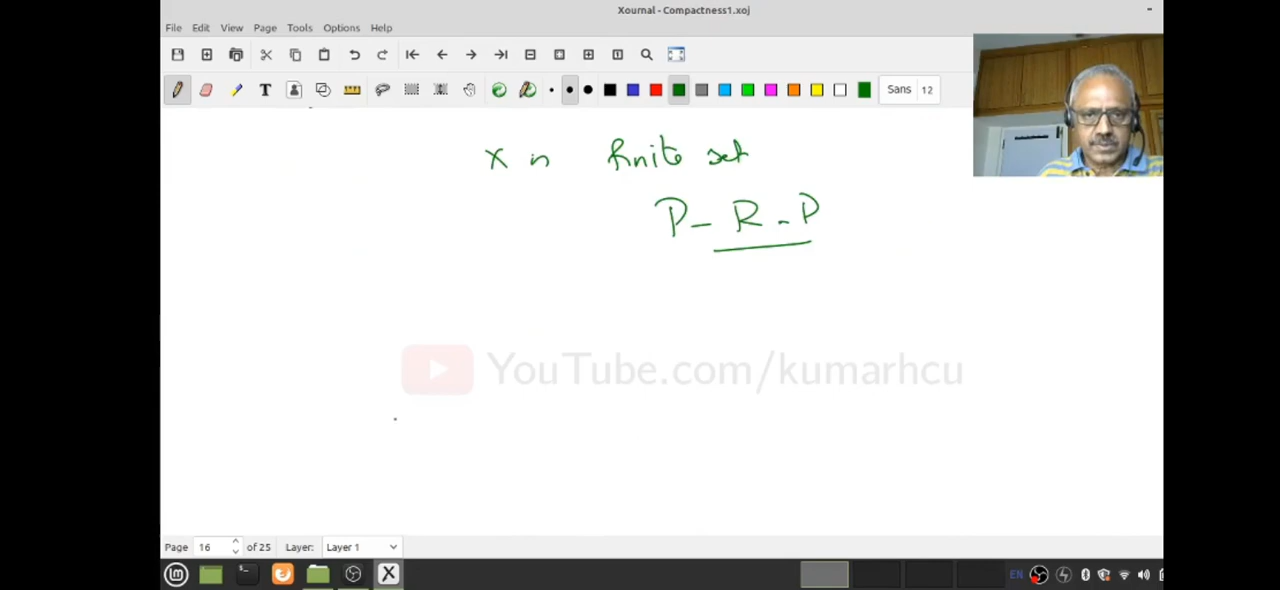 Xournal - Compactness1.xoj
File Edit View Page Tools Options Help
Sans 12
X is finite set
P - R - P
YouTube.com/kumarhcu
Page 16 of 25 Layer: Layer 1
EN